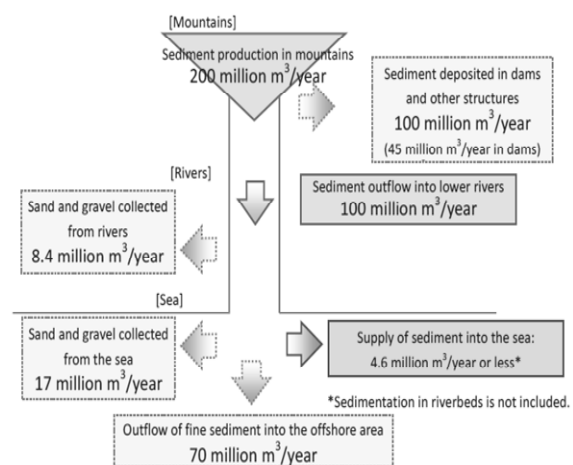 [Mountains]
Sediment production in mountains
200 million m³/year
Sediment deposited in dams
and other structures
100 million m³/year
(45 million m³/year in dams)
[Rivers]
Sediment outflow into lower rivers
100 million m³/year
Sand and gravel collected
from rivers
8.4 million m³/year
[Sea]
Sand and gravel collected
from the sea
17 million m³/year
Supply of sediment into the sea:
4.6 million m³/year or less*
*Sedimentation in riverbeds is not included.
Outflow of fine sediment into the offshore area
70 million m³/year